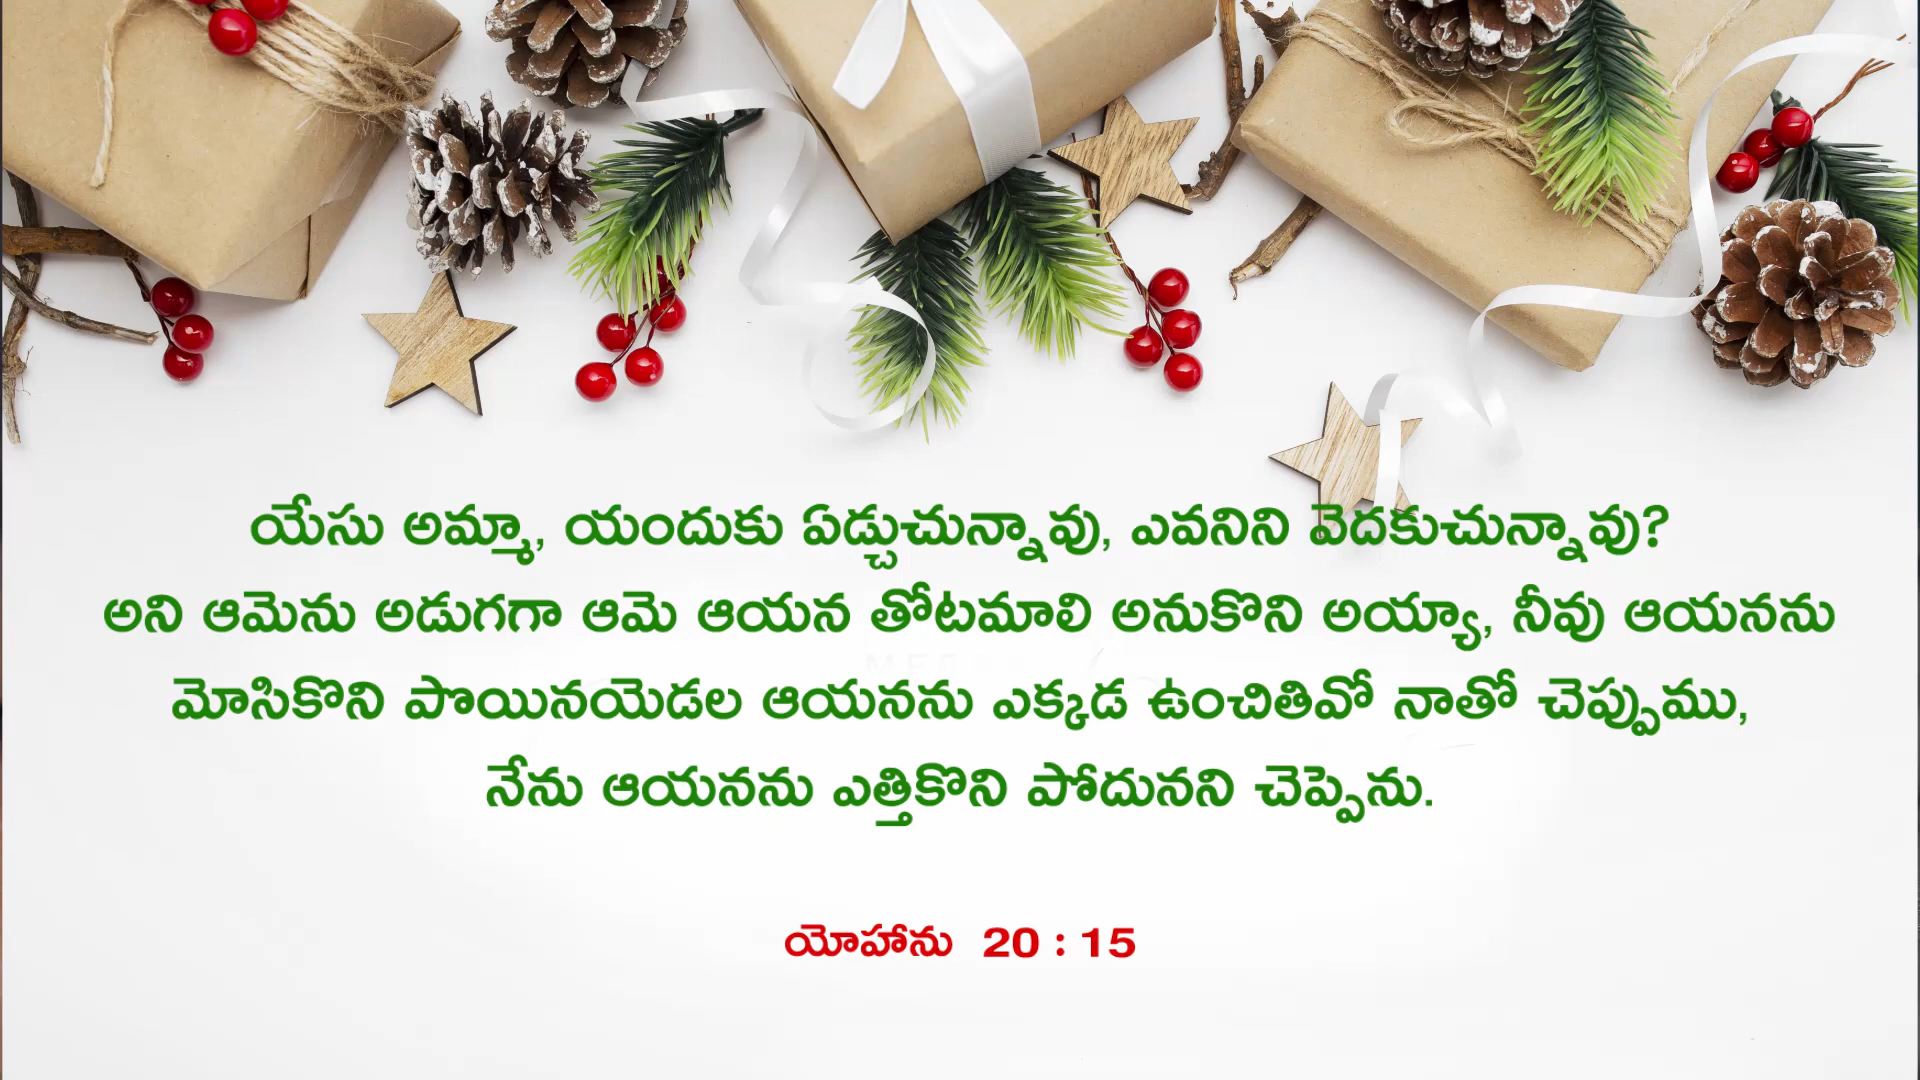 యేసు అమ్మా, యందుకు ఏడ్చుచున్నావు, ఎవనిని వెదకుచున్నావు?
అని ఆమెను అడుగగా ఆమె ఆయన తోటమాలి అనుకొని అయ్యా, నీవు ఆయనను
మోసికొని పొయినయెడల ఆయనను ఎక్కడ ఉంచితివో నాతో చెప్పుము,
నేను ఆయనను ఎత్తికొని పోదునని చెప్పెను.
యోహాను 20 : 15